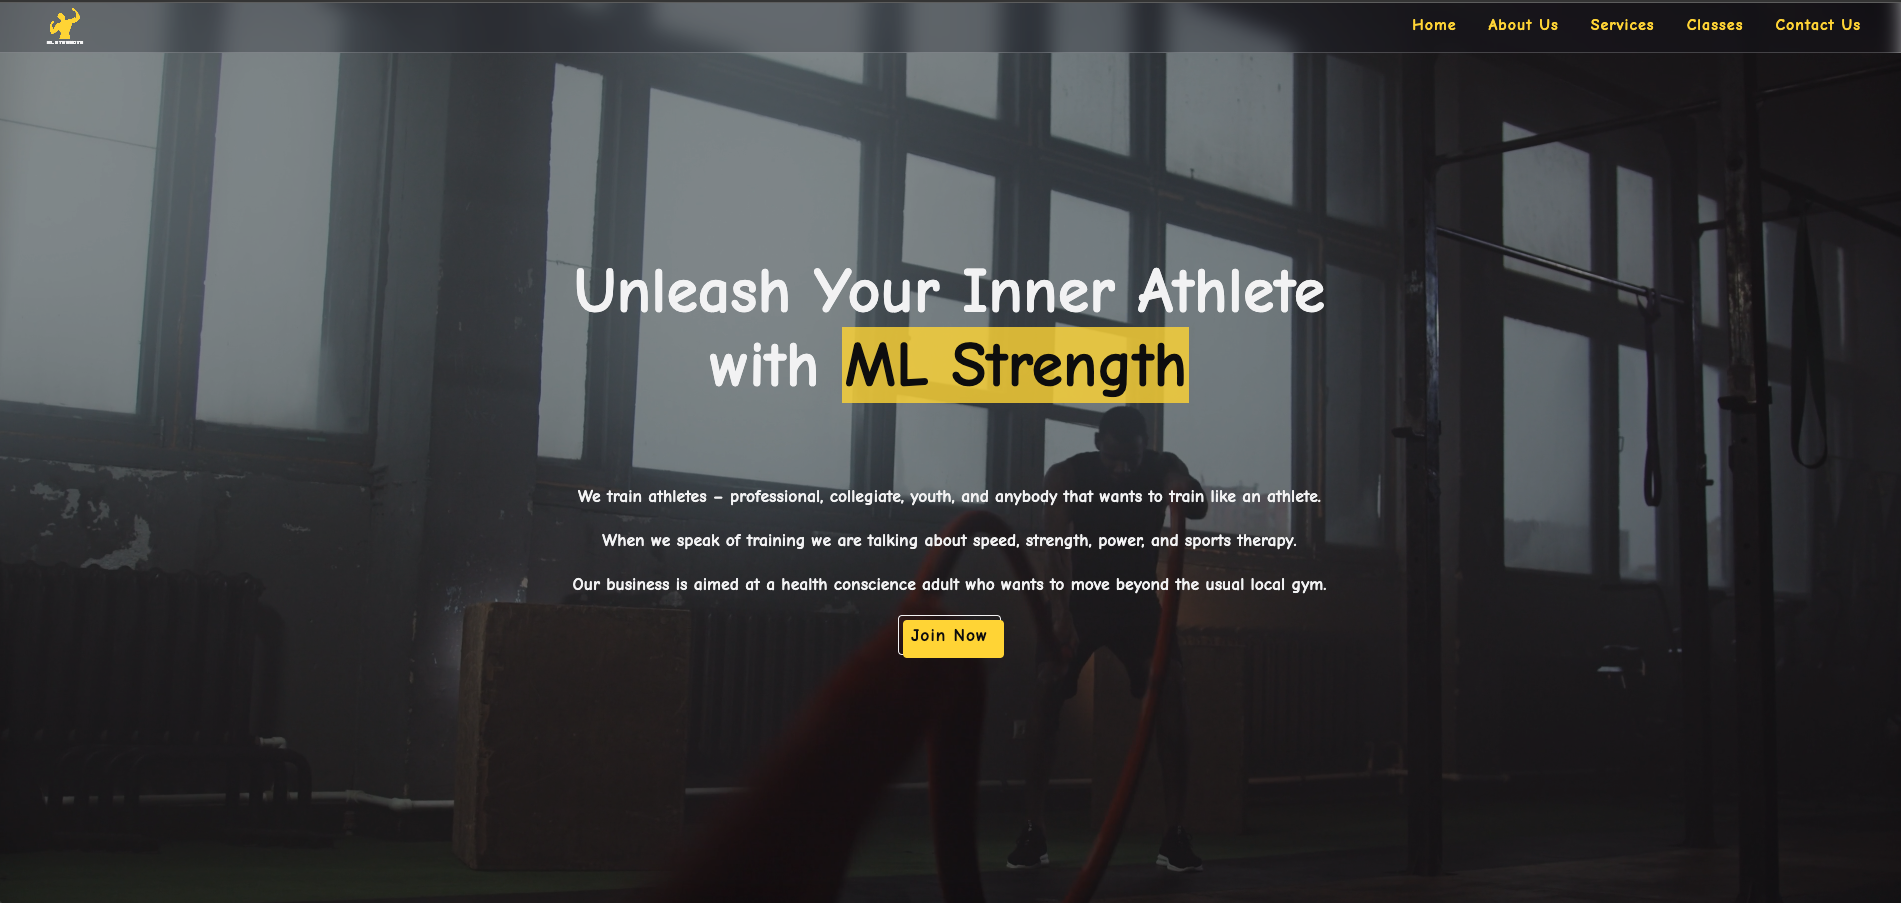 Home About Us Services Classes Contact Us
Unleash Your Inner Athlete
with ML Strength
We train athletes – professional, collegiate, youth, and anybody that wants to train like an athlete.
When we speak of training we are talking about speed, strength, power, and sports therapy.
Our business is aimed at a health conscience adult who wants to move beyond the usual local gym.
Join Now